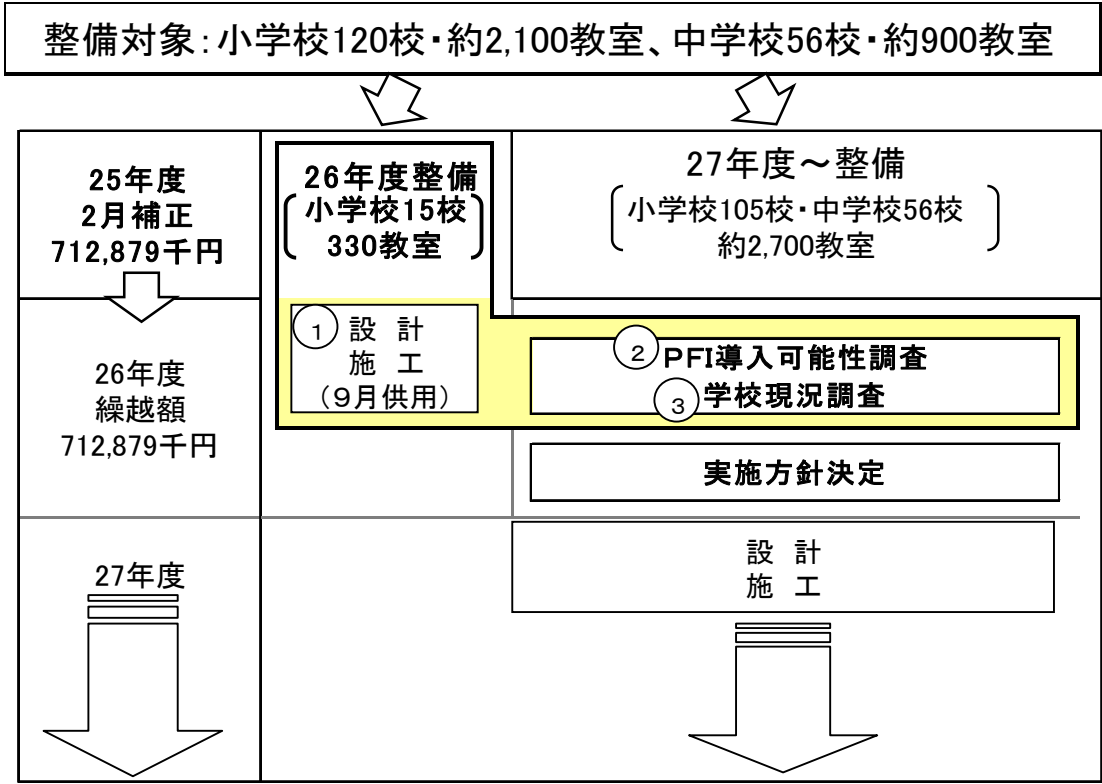 整備対象：小学校120校・約2,100教室、中学校56校・約900教室
25年度
2月補正
712,879千円
26年度整備
小学校15校
330教室
27年度～整備
小学校105校・中学校56校
約2,700教室
26年度
繰越額
712,879千円
1 設 計
施 工
（9月供用）
2 PFI導入可能性調査
3 学校現況調査
実施方針決定
27年度
設 計
施 工